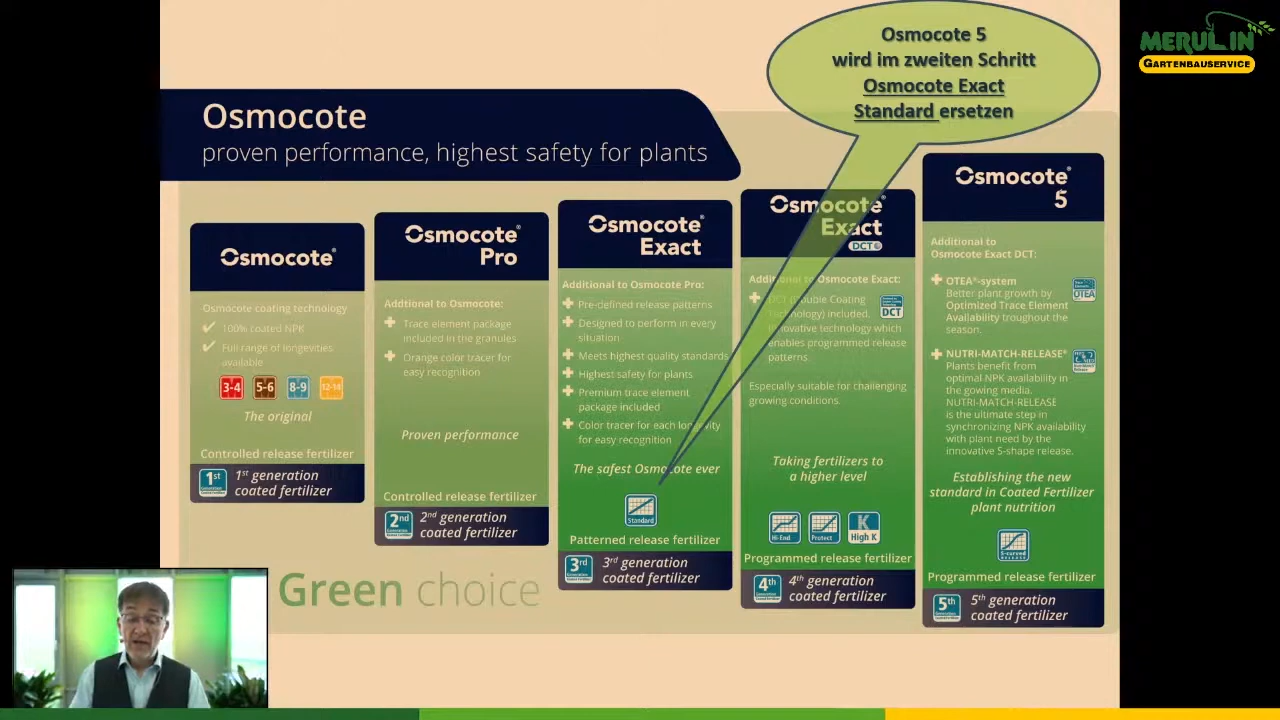 Osmocote 5
wird im zweiten Schritt
Osmocote Exact
Standard ersetzen
MERUL.IN
GARTENBAUSERVICE
Osmocote
proven performance, highest safety for plants
Osmocote®
Osmocote coating technology
100% coated NPK
Full range of longevities
available
3-4 5-6 8-9 12-14
The original
Controlled release fertilizer
1st
1st generation
coated fertilizer
Osmocote®
Pro
Additional to Osmocote:
Trace element package
included in the granules
Orange color tracer for
easy recognition
Proven performance
Controlled release fertilizer
2nd
2nd generation
coated fertilizer
Osmocote®
Exact
Additional to Osmocote Pro:
Pre-defined release patterns
Designed to perform in every
situation
Meets highest quality standards
Highest safety for plants
Premium trace element
package included
Color tracer for each longevity
for easy recognition
The safest Osmocote ever
Standard
Patterned release fertilizer
3rd
3rd generation
coated fertilizer
Osmocote®
Exact
DCT
Additional to Osmocote Exact:
DCT (Double Coating
Technology) included.
Innovative technology which
enables programmed release
patterns.
DCT
Especially suitable for challenging
growing conditions.
Taking fertilizers to
a higher level
Hi-End
Protect
K
High K
Programmed release fertilizer
4th
4th generation
coated fertilizer
Osmocote®
5
Additional to
Osmocote Exact DCT:
OTEA®-system
Better plant growth by
Optimized Trace Element
Availability troughout the
season.
OTEA
NUTRI-MATCH-RELEASE®
Plants benefit from
optimal NPK availability in
the gowing media.
NUTRI-MATCH-RELEASE
is the ultimate step in
synchronizing NPK availability
with plant need by the
innovative S-shape release.
Establishing the new
standard in Coated Fertilizer
plant nutrition
S-curved
RELEASE
Programmed release fertilizer
5th
5th generation
coated fertilizer
Green choice